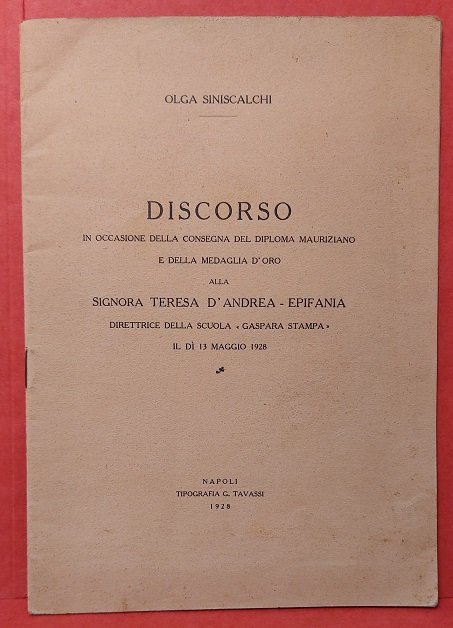 OLGA SINISCALCHI
DISCORSO
IN OCCASIONE DELLA CONSEGNA DEL DIPLOMA MAURIZIANO
E DELLA MEDAGLIA D'ORO
ALLA
SIGNORA TERESA D'ANDREA - EPIFANIA
DIRETTRICE DELLA SCUOLA « GASPARA STAMPA »
IL DÌ 13 MAGGIO 1928
NAPOLI
TIPOGRAFIA G. TAVASSI
1928